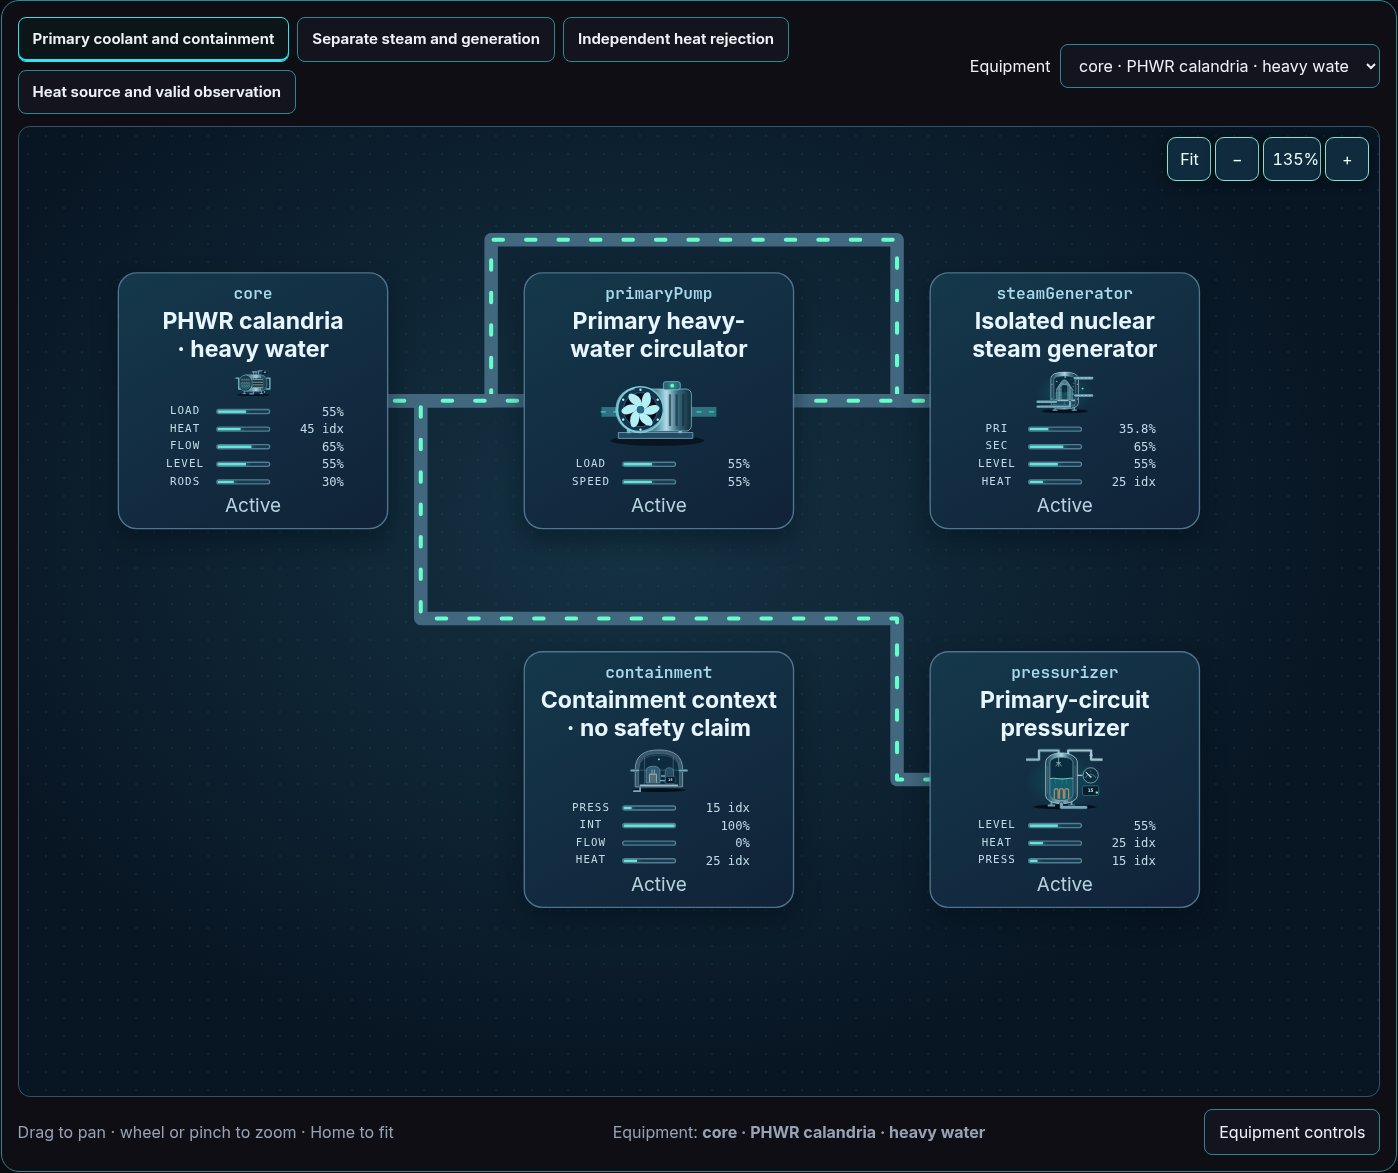 Primary coolant and containment
Separate steam and generation
Independent heat rejection
Heat source and valid observation
Equipment
core · PHWR calandria · heavy wate
Fit
−
135%
+
core
PHWR calandria
· heavy water
LOAD 55%
HEAT 45 idx
FLOW 65%
LEVEL 55%
RODS 30%
Active
primaryPump
Primary heavy-
water circulator
LOAD 55%
SPEED 55%
Active
steamGenerator
Isolated nuclear
steam generator
PRI 35.8%
SEC 65%
LEVEL 55%
HEAT 25 idx
Active
containment
Containment context
· no safety claim
15
PRESS 15 idx
INT 100%
FLOW 0%
HEAT 25 idx
Active
pressurizer
Primary-circuit
pressurizer
15
LEVEL 55%
HEAT 25 idx
PRESS 15 idx
Active
Drag to pan · wheel or pinch to zoom · Home to fit
Equipment: core · PHWR calandria · heavy water
Equipment controls